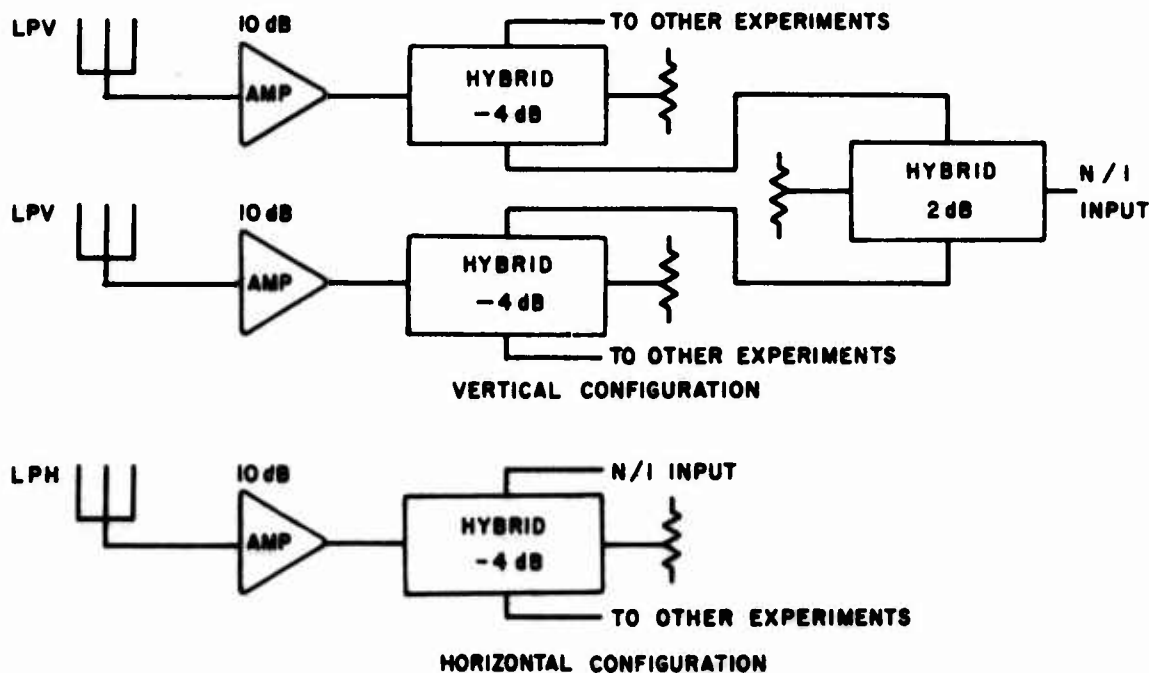 LPV
10 dB
AMP
HYBRID
-4 dB
TO OTHER EXPERIMENTS
HYBRID
2 dB
N/I
INPUT
LPV
10 dB
AMP
HYBRID
-4 dB
TO OTHER EXPERIMENTS
VERTICAL CONFIGURATION
LPH
10 dB
AMP
HYBRID
-4 dB
N/I INPUT
TO OTHER EXPERIMENTS
HORIZONTAL CONFIGURATION